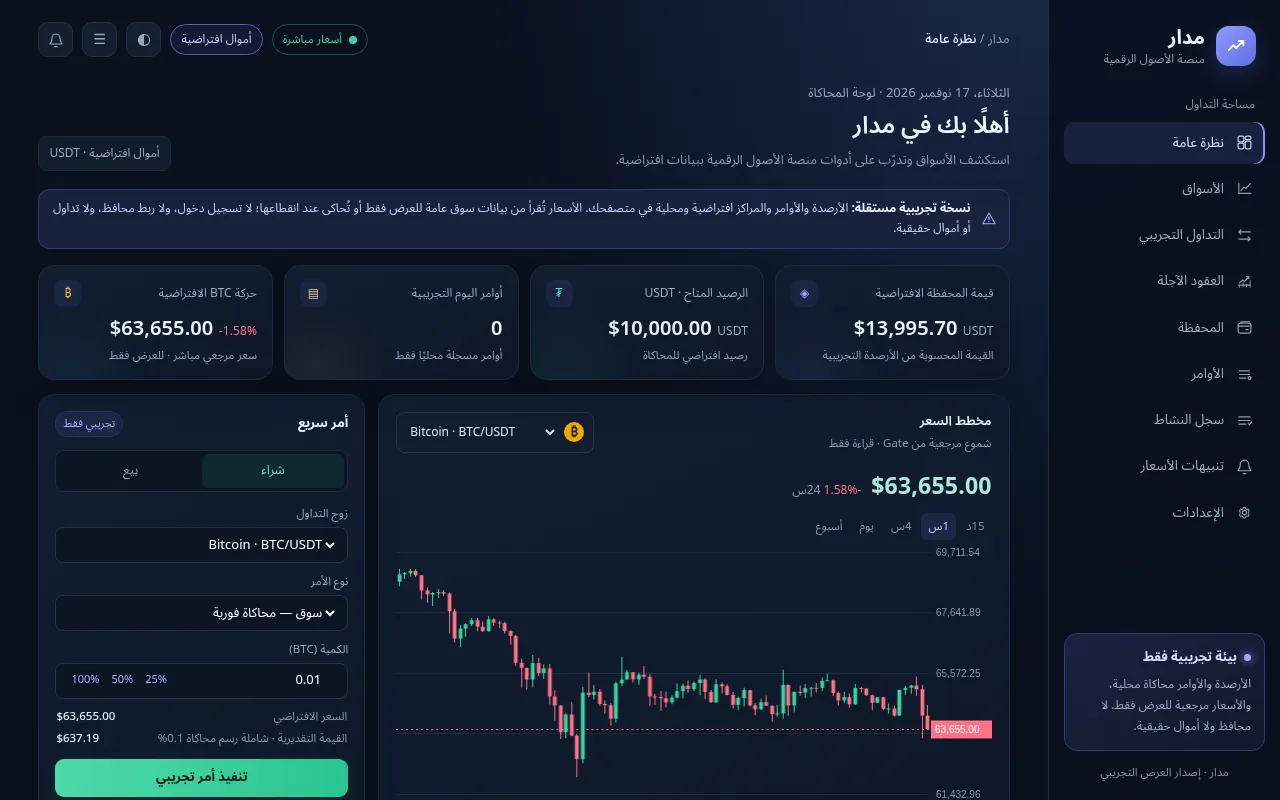 مدار
منصة الأصول الرقمية
مساحة التداول
نظرة عامة
الأسواق
التداول التجريبي
العقود الآجلة
المحفظة
الأوامر
سجل النشاط
تنبيهات الأسعار
الإعدادات
بيئة تجريبية فقط
الأرصدة والأوامر محاكاة محلية،
والأسعار مرجعية للعرض فقط. لا
محافظ ولا أموال حقيقية.
مدار · إصدار العرض التجريبي
مدار / نظرة عامة
أسعار مباشرة
أموال افتراضية
الثلاثاء، 17 نوفمبر 2026 · لوحة المحاكاة
أهلًا بك في مدار
استكشف الأسواق وتدرّب على أدوات منصة الأصول الرقمية ببيانات افتراضية.
أموال افتراضية · USDT
نسخة تجريبية مستقلة: الأرصدة والأوامر والمراكز افتراضية ومحلية في متصفحك. الأسعار تُقرأ من بيانات سوق عامة للعرض فقط أو تُحاكى عند انقطاعها؛ لا تسجيل دخول، ولا ربط محافظ، ولا تداول
أو أموال حقيقية.
قيمة المحفظة الافتراضية
$13,995.70 USDT
القيمة المحسوبة من الأرصدة التجريبية
الرصيد المتاح · USDT
$10,000.00 USDT
رصيد افتراضي للمحاكاة
أوامر اليوم التجريبية
0
أوامر مسجلة محليًا فقط
حركة BTC الافتراضية
$63,655.00 -1.58%
سعر مرجعي مباشر · للعرض فقط
مخطط السعر
شموع مرجعية من Gate · قراءة فقط
Bitcoin · BTC/USDT
$63,655.00 -1.58% 24س
15د
1س
4س
يوم
أسبوع
69,711.54
67,641.89
65,572.25
63,655.00
61,432.96
أمر سريع
تجريبي فقط
شراء
بيع
زوج التداول
Bitcoin · BTC/USDT
نوع الأمر
سوق — محاكاة فورية
الكمية (BTC)
0.01
25%
50%
100%
السعر الافتراضي
$63,655.00
القيمة التقديرية · شاملة رسم محاكاة 0.1%
$637.19
تنفيذ أمر تجريبي